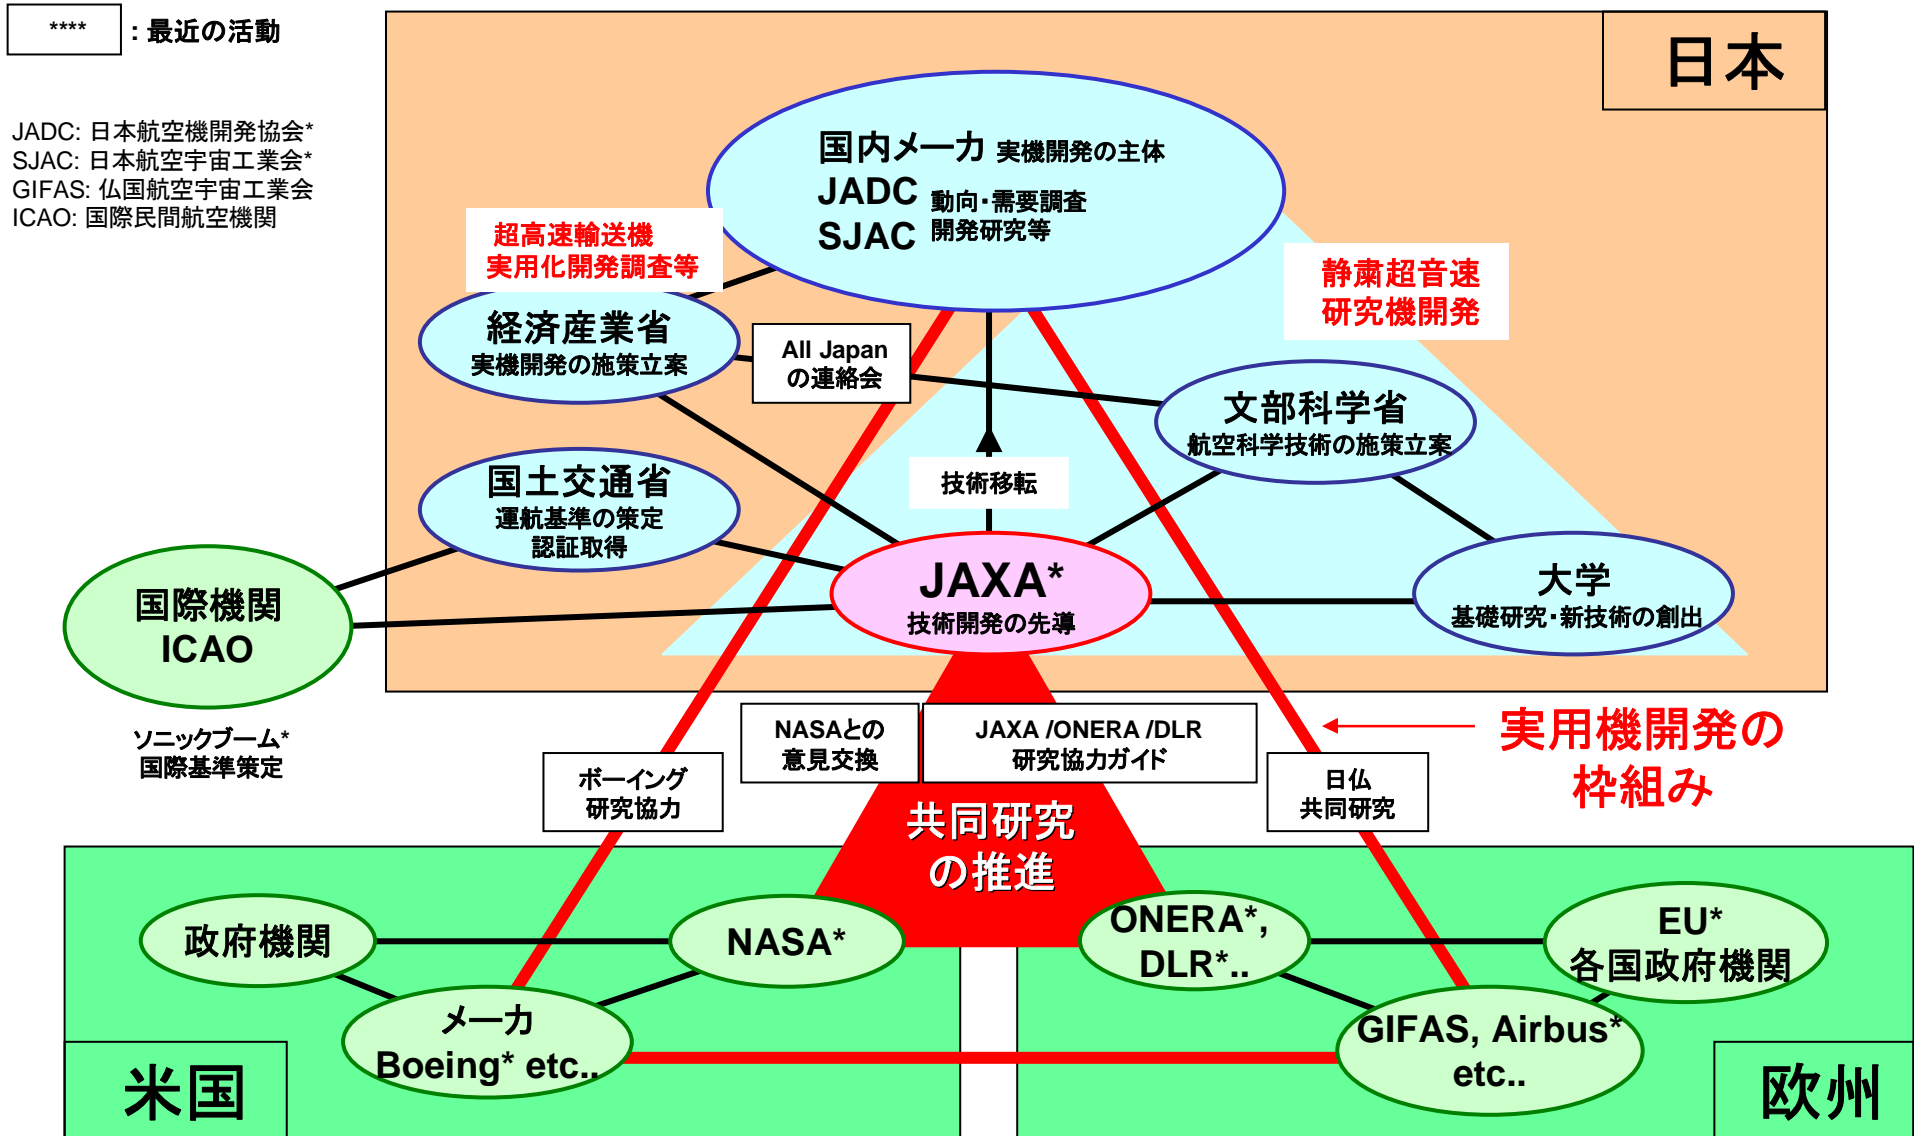 ****
: 最近の活動
日本
JADC: 日本航空機開発協会*
SJAC: 日本航空宇宙工業会*
GIFAS: 仏国航空宇宙工業会
ICAO: 国際民間航空機関
国内メーカ 実機開発の主体
JADC 動向・需要調査
SJAC 開発研究等
超高速輸送機
実用化開発調査等
静粛超音速
研究機開発
経済産業省
実機開発の施策立案
All Japan
の連絡会
文部科学省
航空科学技術の施策立案
国土交通省
運航基準の策定
認証取得
技術移転
JAXA*
技術開発の先導
大学
基礎研究・新技術の創出
国際機関
ICAO
ソニックブーム*
国際基準策定
NASAとの
意見交換
JAXA /ONERA /DLR
研究協力ガイド
実用機開発の
枠組み
ボーイング
研究協力
日仏
共同研究
共同研究
の推進
政府機関
NASA*
ONERA*,
DLR*..
EU*
各国政府機関
メーカ
Boeing* etc..
GIFAS, Airbus*
etc..
米国
欧州